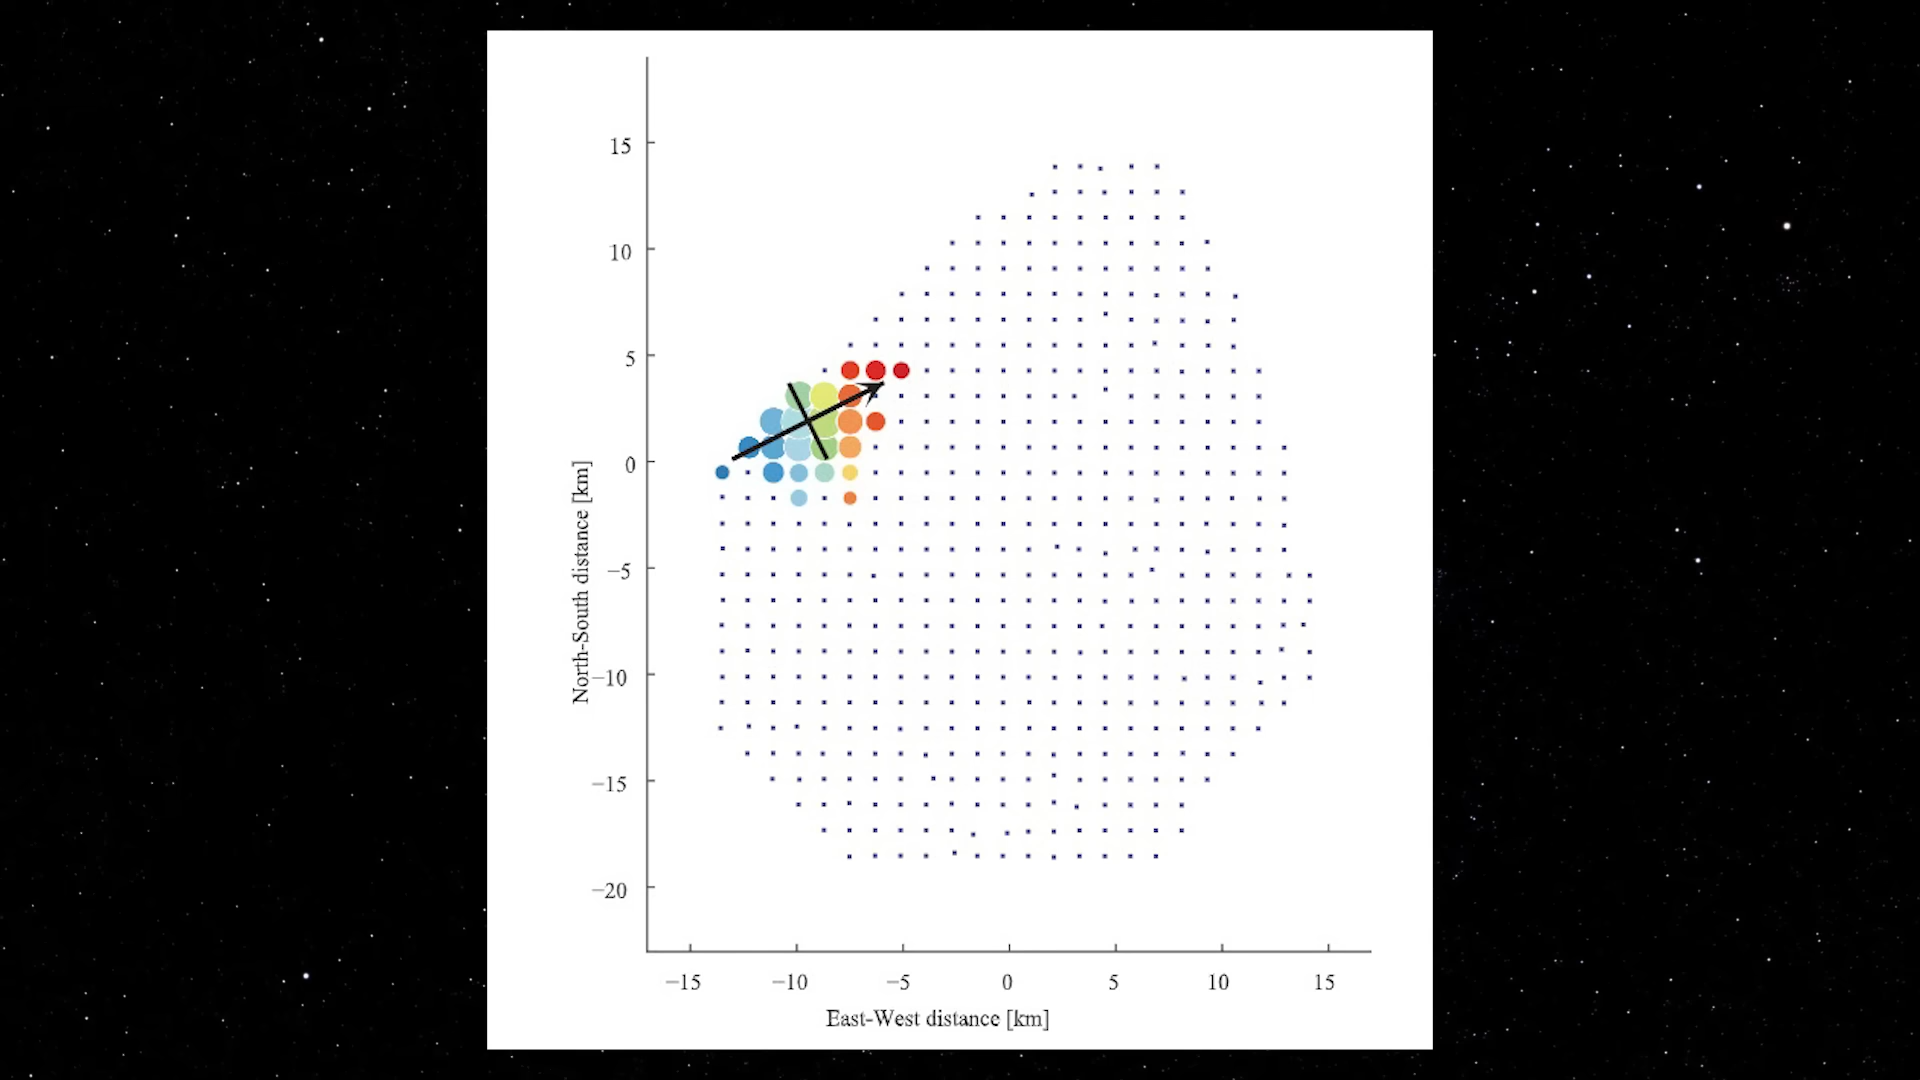 15
10
5
0
−5
−10
−15
−20
North-South distance [km]
−15 −10 −5 0 5 10 15
East-West distance [km]